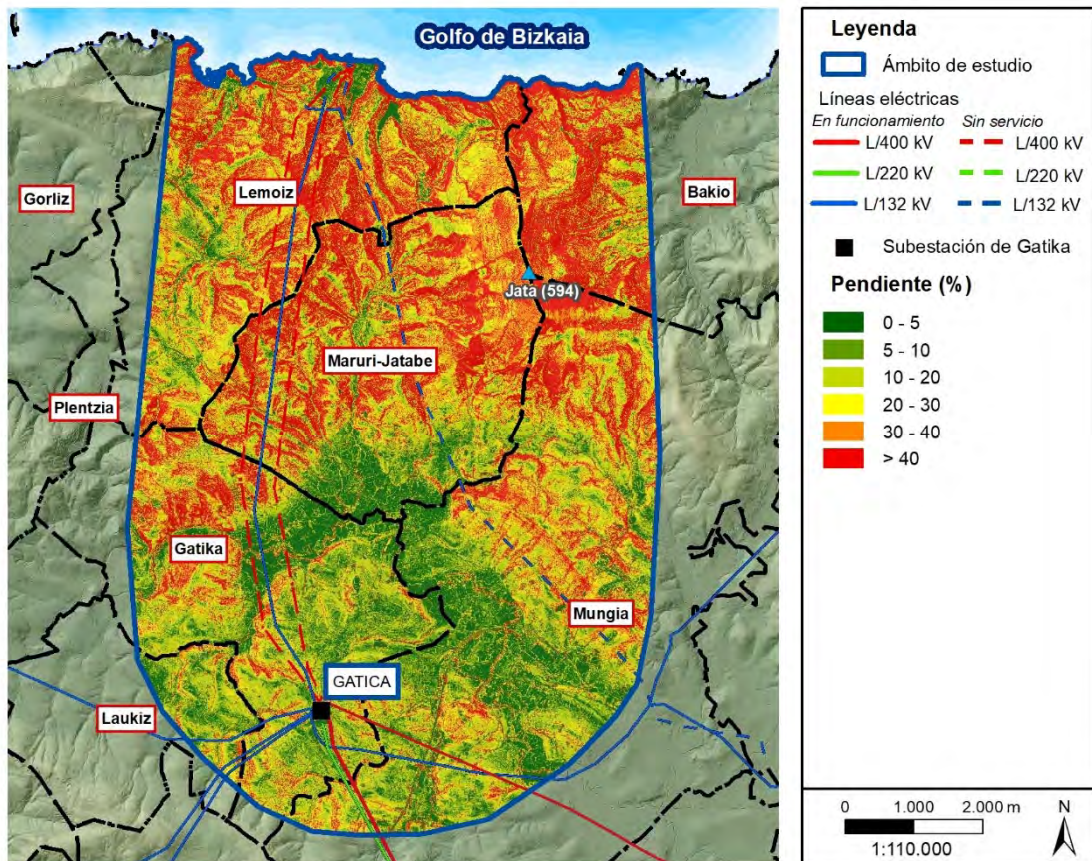 Golfo de Bizkaia
Gorliz
Lemoiz
Bakio
Jata (594)
Maruri-Jatabe
Plentzia
Gatika
Mungia
GATICA
Laukiz
Leyenda
Ámbito de estudio
Líneas eléctricas
En funcionamiento Sin servicio
L/400 kV L/400 kV
L/220 kV L/220 kV
L/132 kV L/132 kV
Subestación de Gatika
Pendiente (%)
0 - 5
5 - 10
10 - 20
20 - 30
30 - 40
> 40
0 1.000 2.000 m N
1:110.000